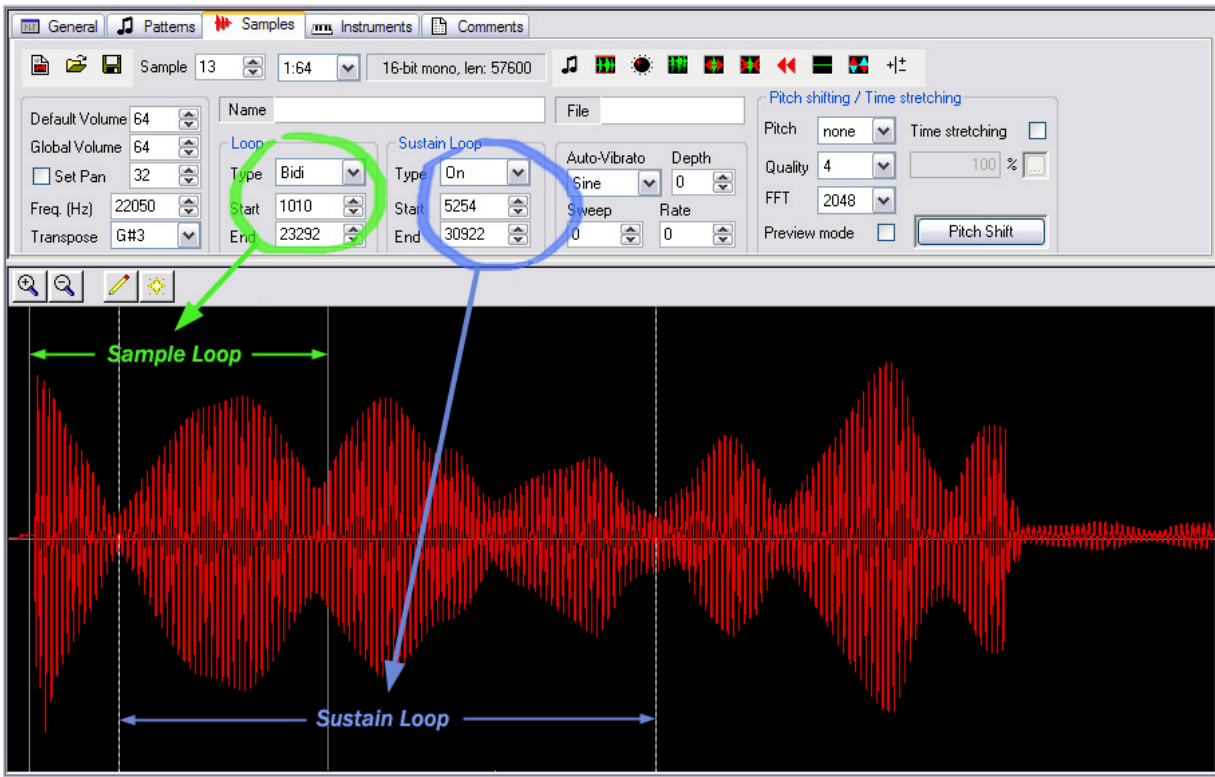 General Patterns Samples Instruments Comments
Sample 13 1:64 16-bit mono, len: 57600
Default Volume 64
Global Volume 64
Set Pan 32
Freq. (Hz) 22050
Transpose G#3
Name
Loop
Type Bidi
Start 1010
End 23292
Sustain Loop
Type On
Start 5254
End 30922
File
Auto-Vibrato Depth
Sine 0
Sweep Rate
0 0
Pitch shifting / Time stretching
Pitch none Time stretching
Quality 4 100 % ...
FFT 2048
Preview mode Pitch Shift
Sample Loop
Sustain Loop